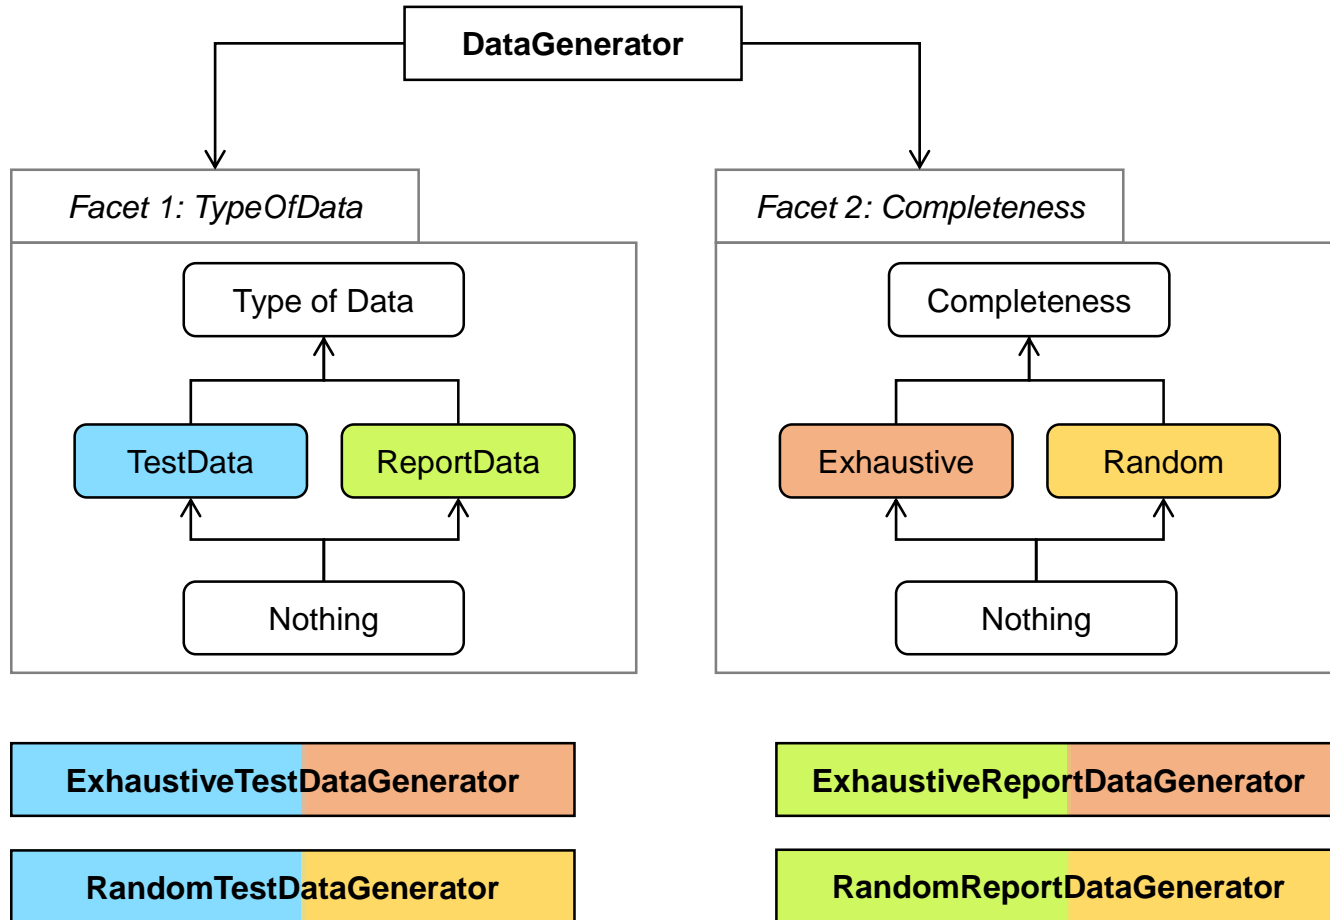 DataGenerator
Facet 1: TypeOfData
Facet 2: Completeness
Type of Data
Completeness
TestData
ReportData
Exhaustive
Random
Nothing
Nothing
ExhaustiveTestDataGenerator
ExhaustiveReportDataGenerator
RandomTestDataGenerator
RandomReportDataGenerator